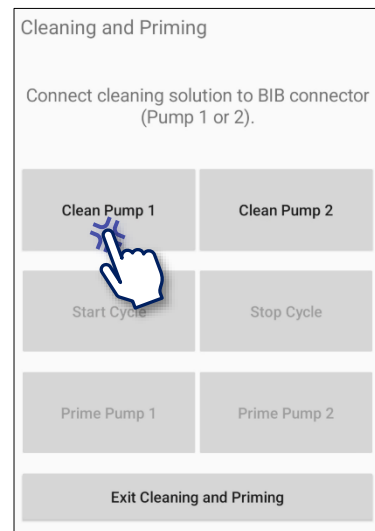 Cleaning and Priming
Connect cleaning solution to BIB connector
(Pump 1 or 2).
Clean Pump 1
Clean Pump 2
Start Cycle
Stop Cycle
Prime Pump 1
Prime Pump 2
Exit Cleaning and Priming